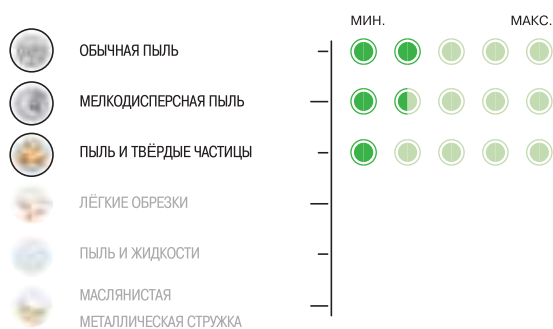 МИН. МАКС.
ОБЫЧНАЯ ПЫЛЬ
МЕЛКОДИСПЕРСНАЯ ПЫЛЬ
ПЫЛЬ И ТВЁРДЫЕ ЧАСТИЦЫ
ЛЁГКИЕ ОБРЕЗКИ
ПЫЛЬ И ЖИДКОСТИ
МАСЛЯНИСТАЯ
МЕТАЛЛИЧЕСКАЯ СТРУЖКА